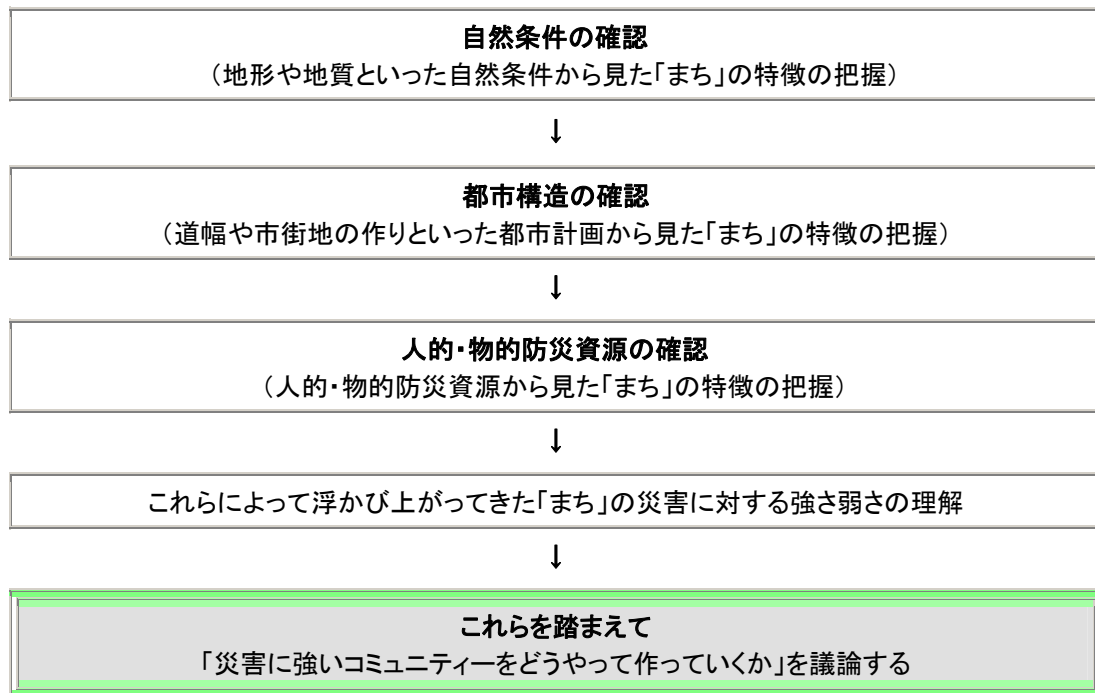 自然条件の確認
（地形や地質といった自然条件から見た「まち」の特徴の把握）
↓
都市構造の確認
（道幅や市街地の作りといった都市計画から見た「まち」の特徴の把握）
↓
人的・物的防災資源の確認
（人的・物的防災資源から見た「まち」の特徴の把握）
↓
これらによって浮かび上がってきた「まち」の災害に対する強さ弱さの理解
↓
これらを踏まえて
「災害に強いコミュニティーをどうやって作っていくか」を議論する